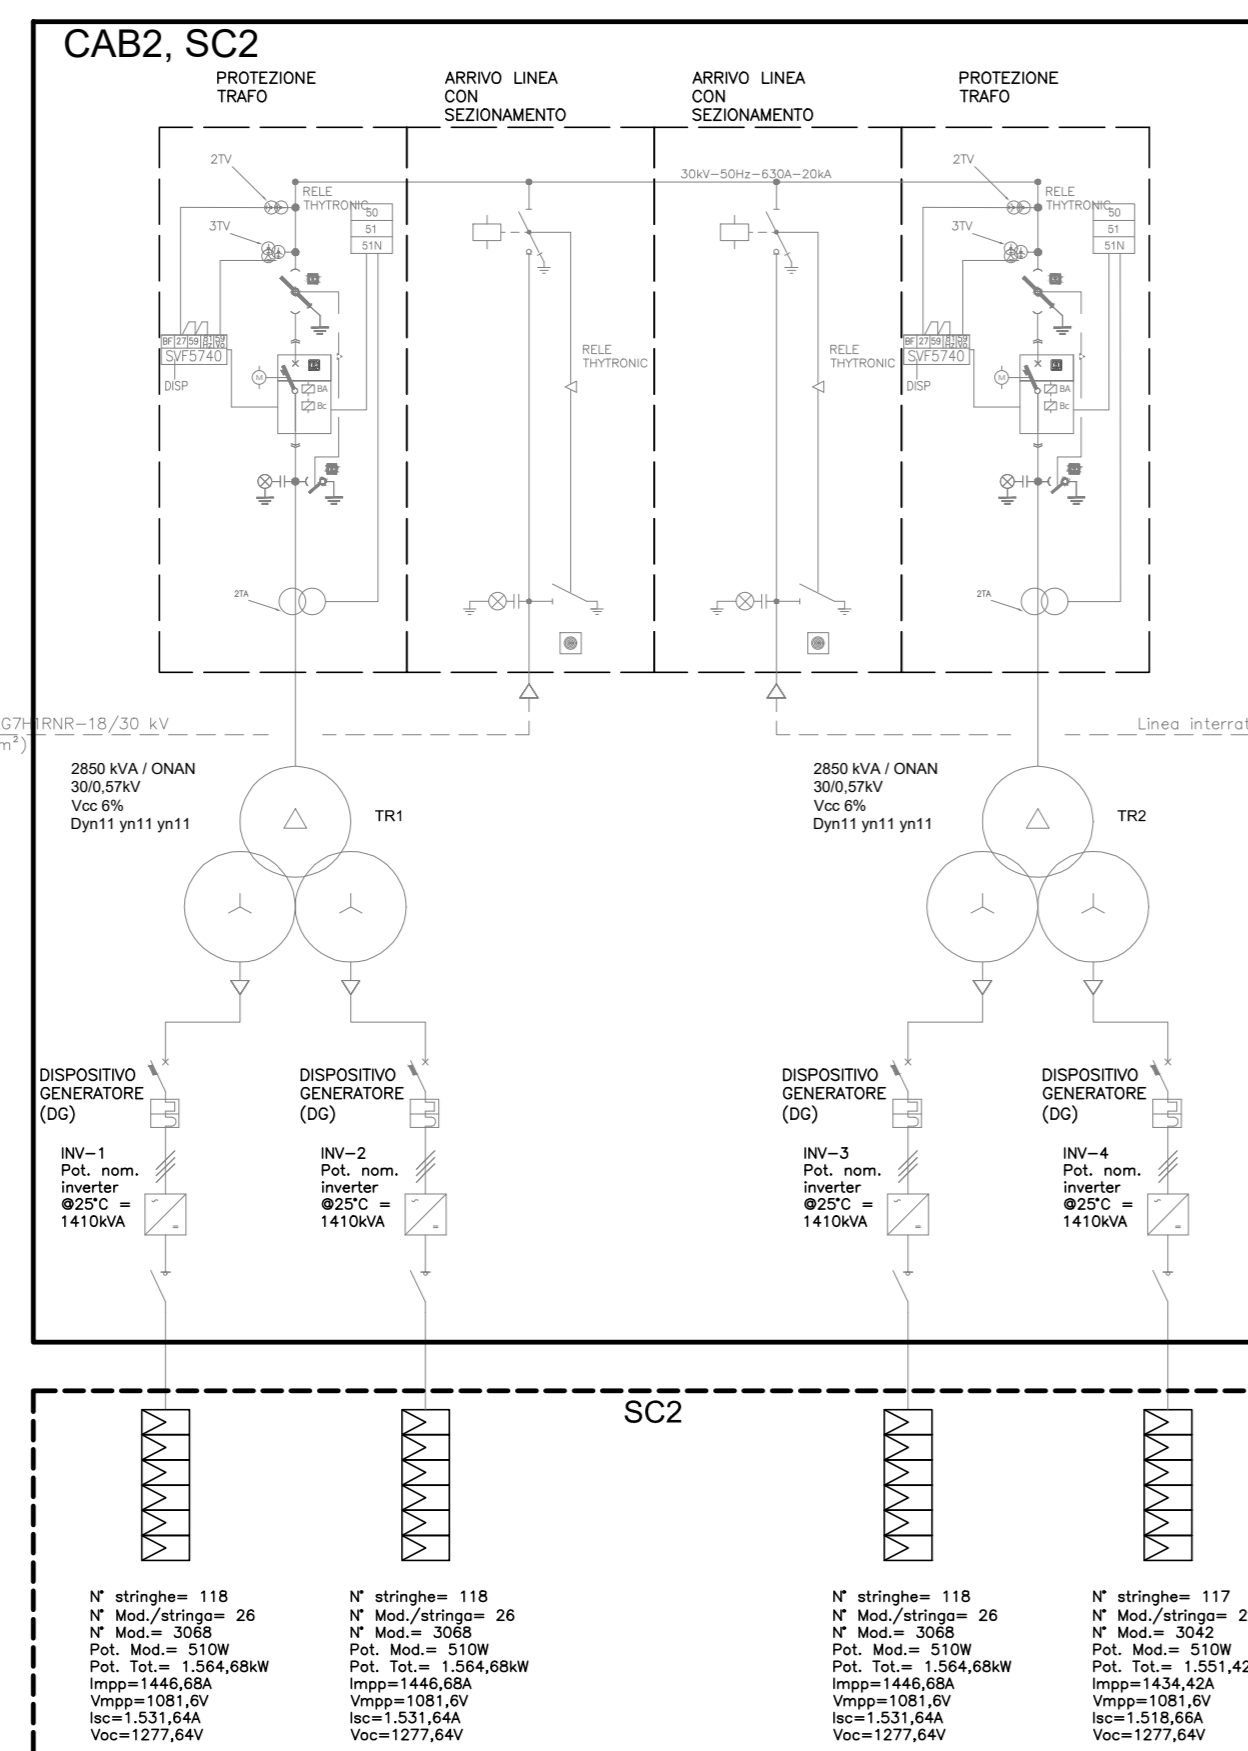 CAB2, SC2
PROTEZIONE
TRAFO
ARRIVO LINEA
CON
SEZIONAMENTO
ARRIVO LINEA
CON
SEZIONAMENTO
PROTEZIONE
TRAFO
2TV
RELE
THYTRONIC
50
51
51N
3TV
BF 27 59
SVF5740
DISP
M
BA
Bc
2TA
RELE
THYTRONIC
30kV-50Hz-630A-20kA
RELE
THYTRONIC
2TV
RELE
THYTRONIC
50
51
51N
3TV
BF 27 59
SVF5740
DISP
M
BA
Bc
2TA
G7H1RNR-18/30 kV
m²)
Linea interrat
2850 kVA / ONAN
30/0,57kV
Vcc 6%
Dyn11 yn11 yn11
TR1
2850 kVA / ONAN
30/0,57kV
Vcc 6%
Dyn11 yn11 yn11
TR2
DISPOSITIVO
GENERATORE
(DG)
DISPOSITIVO
GENERATORE
(DG)
DISPOSITIVO
GENERATORE
(DG)
DISPOSITIVO
GENERATORE
(DG)
INV-1
Pot. nom.
inverter
@25°C =
1410kVA
INV-2
Pot. nom.
inverter
@25°C =
1410kVA
INV-3
Pot. nom.
inverter
@25°C =
1410kVA
INV-4
Pot. nom.
inverter
@25°C =
1410kVA
SC2
N° stringhe= 118
N° Mod./stringa= 26
N° Mod.= 3068
Pot. Mod.= 510W
Pot. Tot.= 1.564,68kW
Impp=1446,68A
Vmpp=1081,6V
Isc=1.531,64A
Voc=1277,64V
N° stringhe= 118
N° Mod./stringa= 26
N° Mod.= 3068
Pot. Mod.= 510W
Pot. Tot.= 1.564,68kW
Impp=1446,68A
Vmpp=1081,6V
Isc=1.531,64A
Voc=1277,64V
N° stringhe= 118
N° Mod./stringa= 26
N° Mod.= 3068
Pot. Mod.= 510W
Pot. Tot.= 1.564,68kW
Impp=1446,68A
Vmpp=1081,6V
Isc=1.531,64A
Voc=1277,64V
N° stringhe= 117
N° Mod./stringa= 2
N° Mod.= 3042
Pot. Mod.= 510W
Pot. Tot.= 1.551,42
Impp=1434,42A
Vmpp=1081,6V
Isc=1.518,66A
Voc=1277,64V